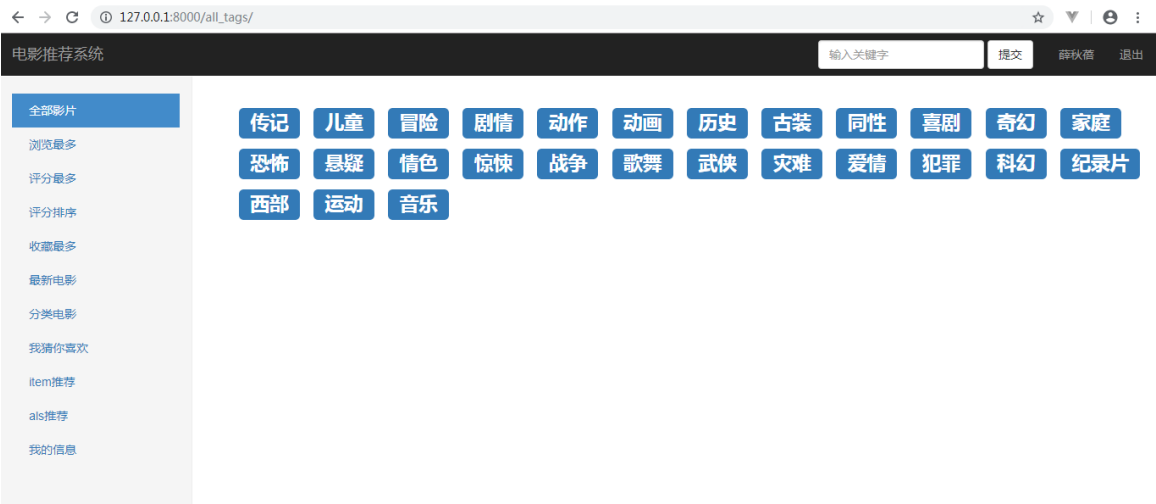 127.0.0.1:8000/all_tags/
电影推荐系统 输入关键字 提交 薛秋蓓 退出
全部影片
浏览最多
评分最多
评分排序
收藏最多
最新电影
分类电影
我猜你喜欢
item推荐
als推荐
我的信息
传记 儿童 冒险 剧情 动作 动画 历史 古装 同性 喜剧 奇幻 家庭
恐怖 悬疑 情色 惊悚 战争 歌舞 武侠 灾难 爱情 犯罪 科幻 纪录片
西部 运动 音乐